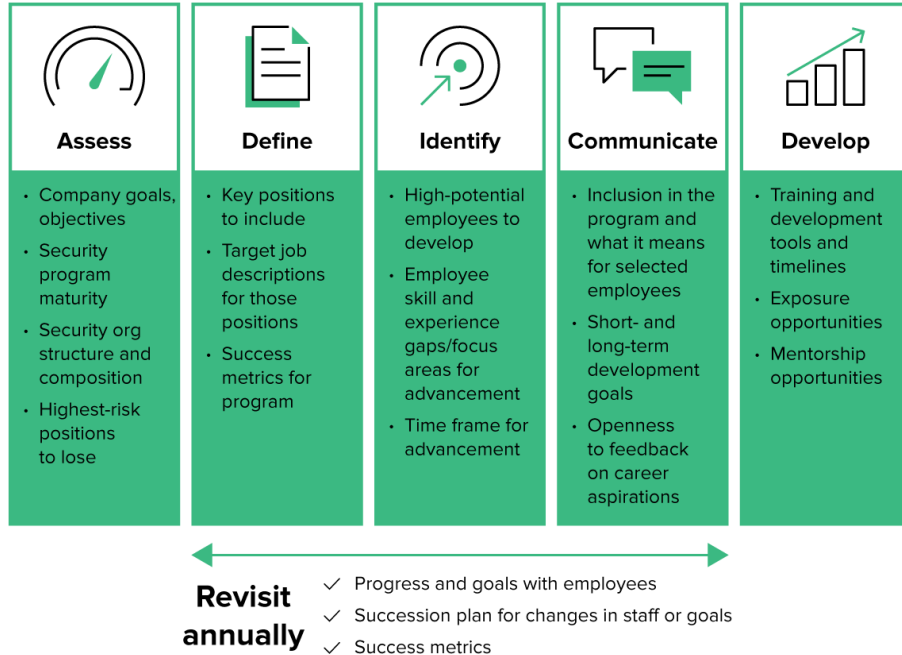 Assess
• Company goals,
objectives
• Security
program
maturity
• Security org
structure and
composition
• Highest-risk
positions
to lose
Define
• Key positions
to include
• Target job
descriptions
for those
positions
• Success
metrics for
program
Identify
• High-potential
employees to
develop
• Employee
skill and
experience
gaps/focus
areas for
advancement
• Time frame for
advancement
Communicate
• Inclusion in the
program and
what it means
for selected
employees
• Short- and
long-term
development
goals
• Openness
to feedback
on career
aspirations
Develop
• Training and
development
tools and
timelines
• Exposure
opportunities
• Mentorship
opportunities
Revisit
annually
✓ Progress and goals with employees
✓ Succession plan for changes in staff or goals
✓ Success metrics